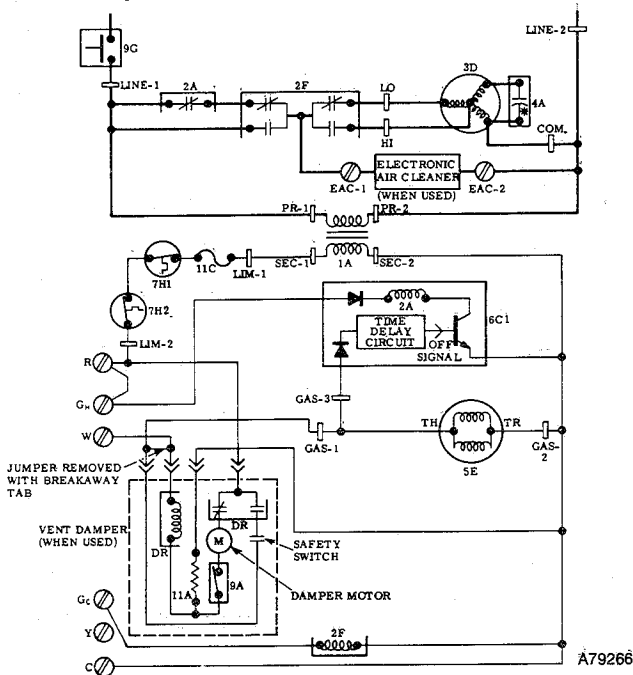 9G
LINE-2
LINE-1
2A
2F
LO
3D
4A
HI
COM.
EAC-1
ELECTRONIC
AIR CLEANER
(WHEN USED)
EAC-2
PR-1
PR-2
SEC-1
1A
SEC-2
7H1
11C
LIM-1
7H2
LIM-2
2A
6C1
TIME
DELAY
CIRCUIT
OFF
SIGNAL
R
GH
GAS-3
W
GAS-1
TH
TR
GAS-
2
5E
JUMPER REMOVED
WITH BREAKAWAY
TAB
VENT DAMPER
(WHEN USED)
DR
DR
M
SAFETY
SWITCH
11A
9A
DAMPER MOTOR
GC
Y
2F
C
A79266